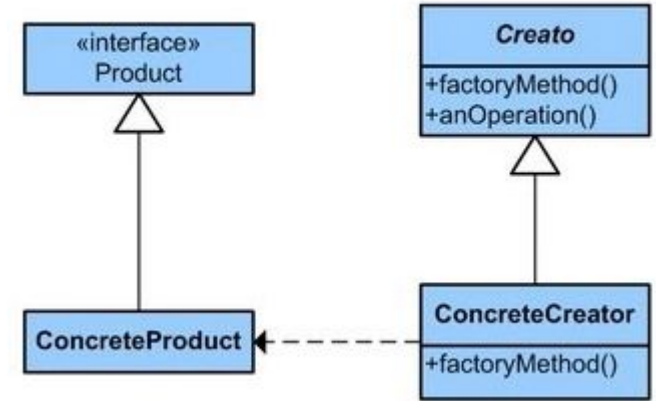 «interface»
Product
Creato
+factoryMethod()
+anOperation()
ConcreteProduct
ConcreteCreator
+factoryMethod()